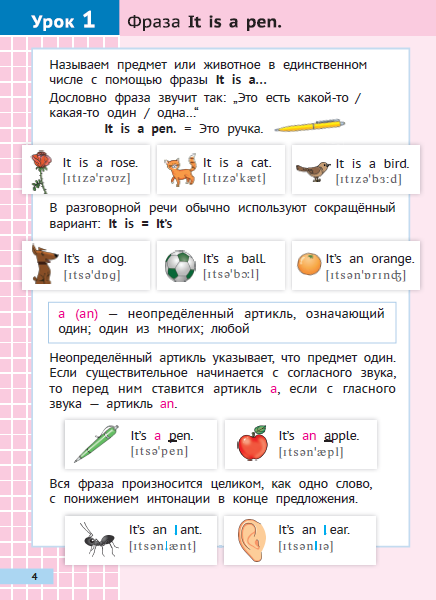 Урок 1
Фраза It is a pen.
Называем предмет или животное в единственном
числе с помощью фразы It is a...
Дословно фраза звучит так: „Это есть какой-то /
какая-то один / одна...“
It is a pen. = Это ручка.
It is a rose.
[ɪtɪzə'rəʊz]
It is a cat.
[ɪtɪzə'kæt]
It is a bird.
[ɪtɪzə'bɜ:d]
В разговорной речи обычно используют сокращённый
вариант: It is = It's
It's a dog.
[ɪtsə'dɒg]
It's a ball.
[ɪtsə'bɔ:l]
It's an orange.
[ɪtsən'ɒrɪnʤ]
a (an) — неопределённый артикль, означающий
один; один из многих; любой
Неопределённый артикль указывает, что предмет один.
Если существительное начинается с согласного звука,
то перед ним ставится артикль a, если с гласного
звука — артикль an.
It's a pen.
[ɪtsə'pen]
It's an apple.
[ɪtsən'æpl]
Вся фраза произносится целиком, как одно слово,
с понижением интонации в конце предложения.
It's an | ant.
[ɪtsən|ænt]
It's an | ear.
[ɪtsən|ɪə]
4